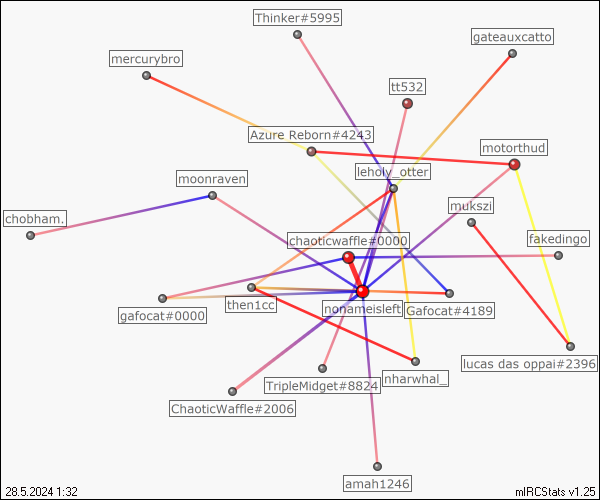 Thinker#5995
gateauxcatto
mercurybro
tt532
Azure Reborn#4243
motorthud
leholy_otter
moonraven
mukszi
chobham.
chaoticwaffle#0000
fakedingo
then1cc
nonameisleft
Gafocat#4189
gafocat#0000
lucas das oppai#2396
TripleMidget#8824
nharwhal_
ChaoticWaffle#2006
amah1246
28.5.2024 1:32
mIRCStats v1.25